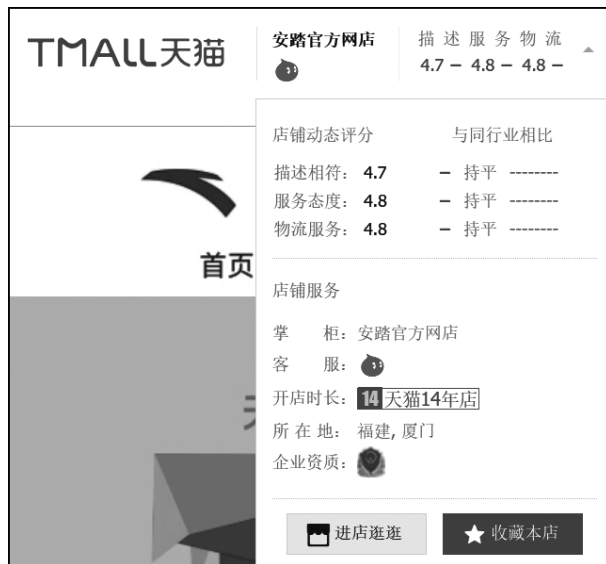 TMALL天猫
安踏官方网店
描 述 服 务 物 流
4.7 – 4.8 – 4.8 –
店铺动态评分 与同行业相比
描述相符： 4.7 – 持平 --------
服务态度： 4.8 – 持平 --------
物流服务： 4.8 – 持平 --------
首页
店铺服务
掌 柜：安踏官方网店
客 服：
开店时长：14 天猫14年店
所 在 地： 福建, 厦门
企业资质：
进店逛逛
收藏本店